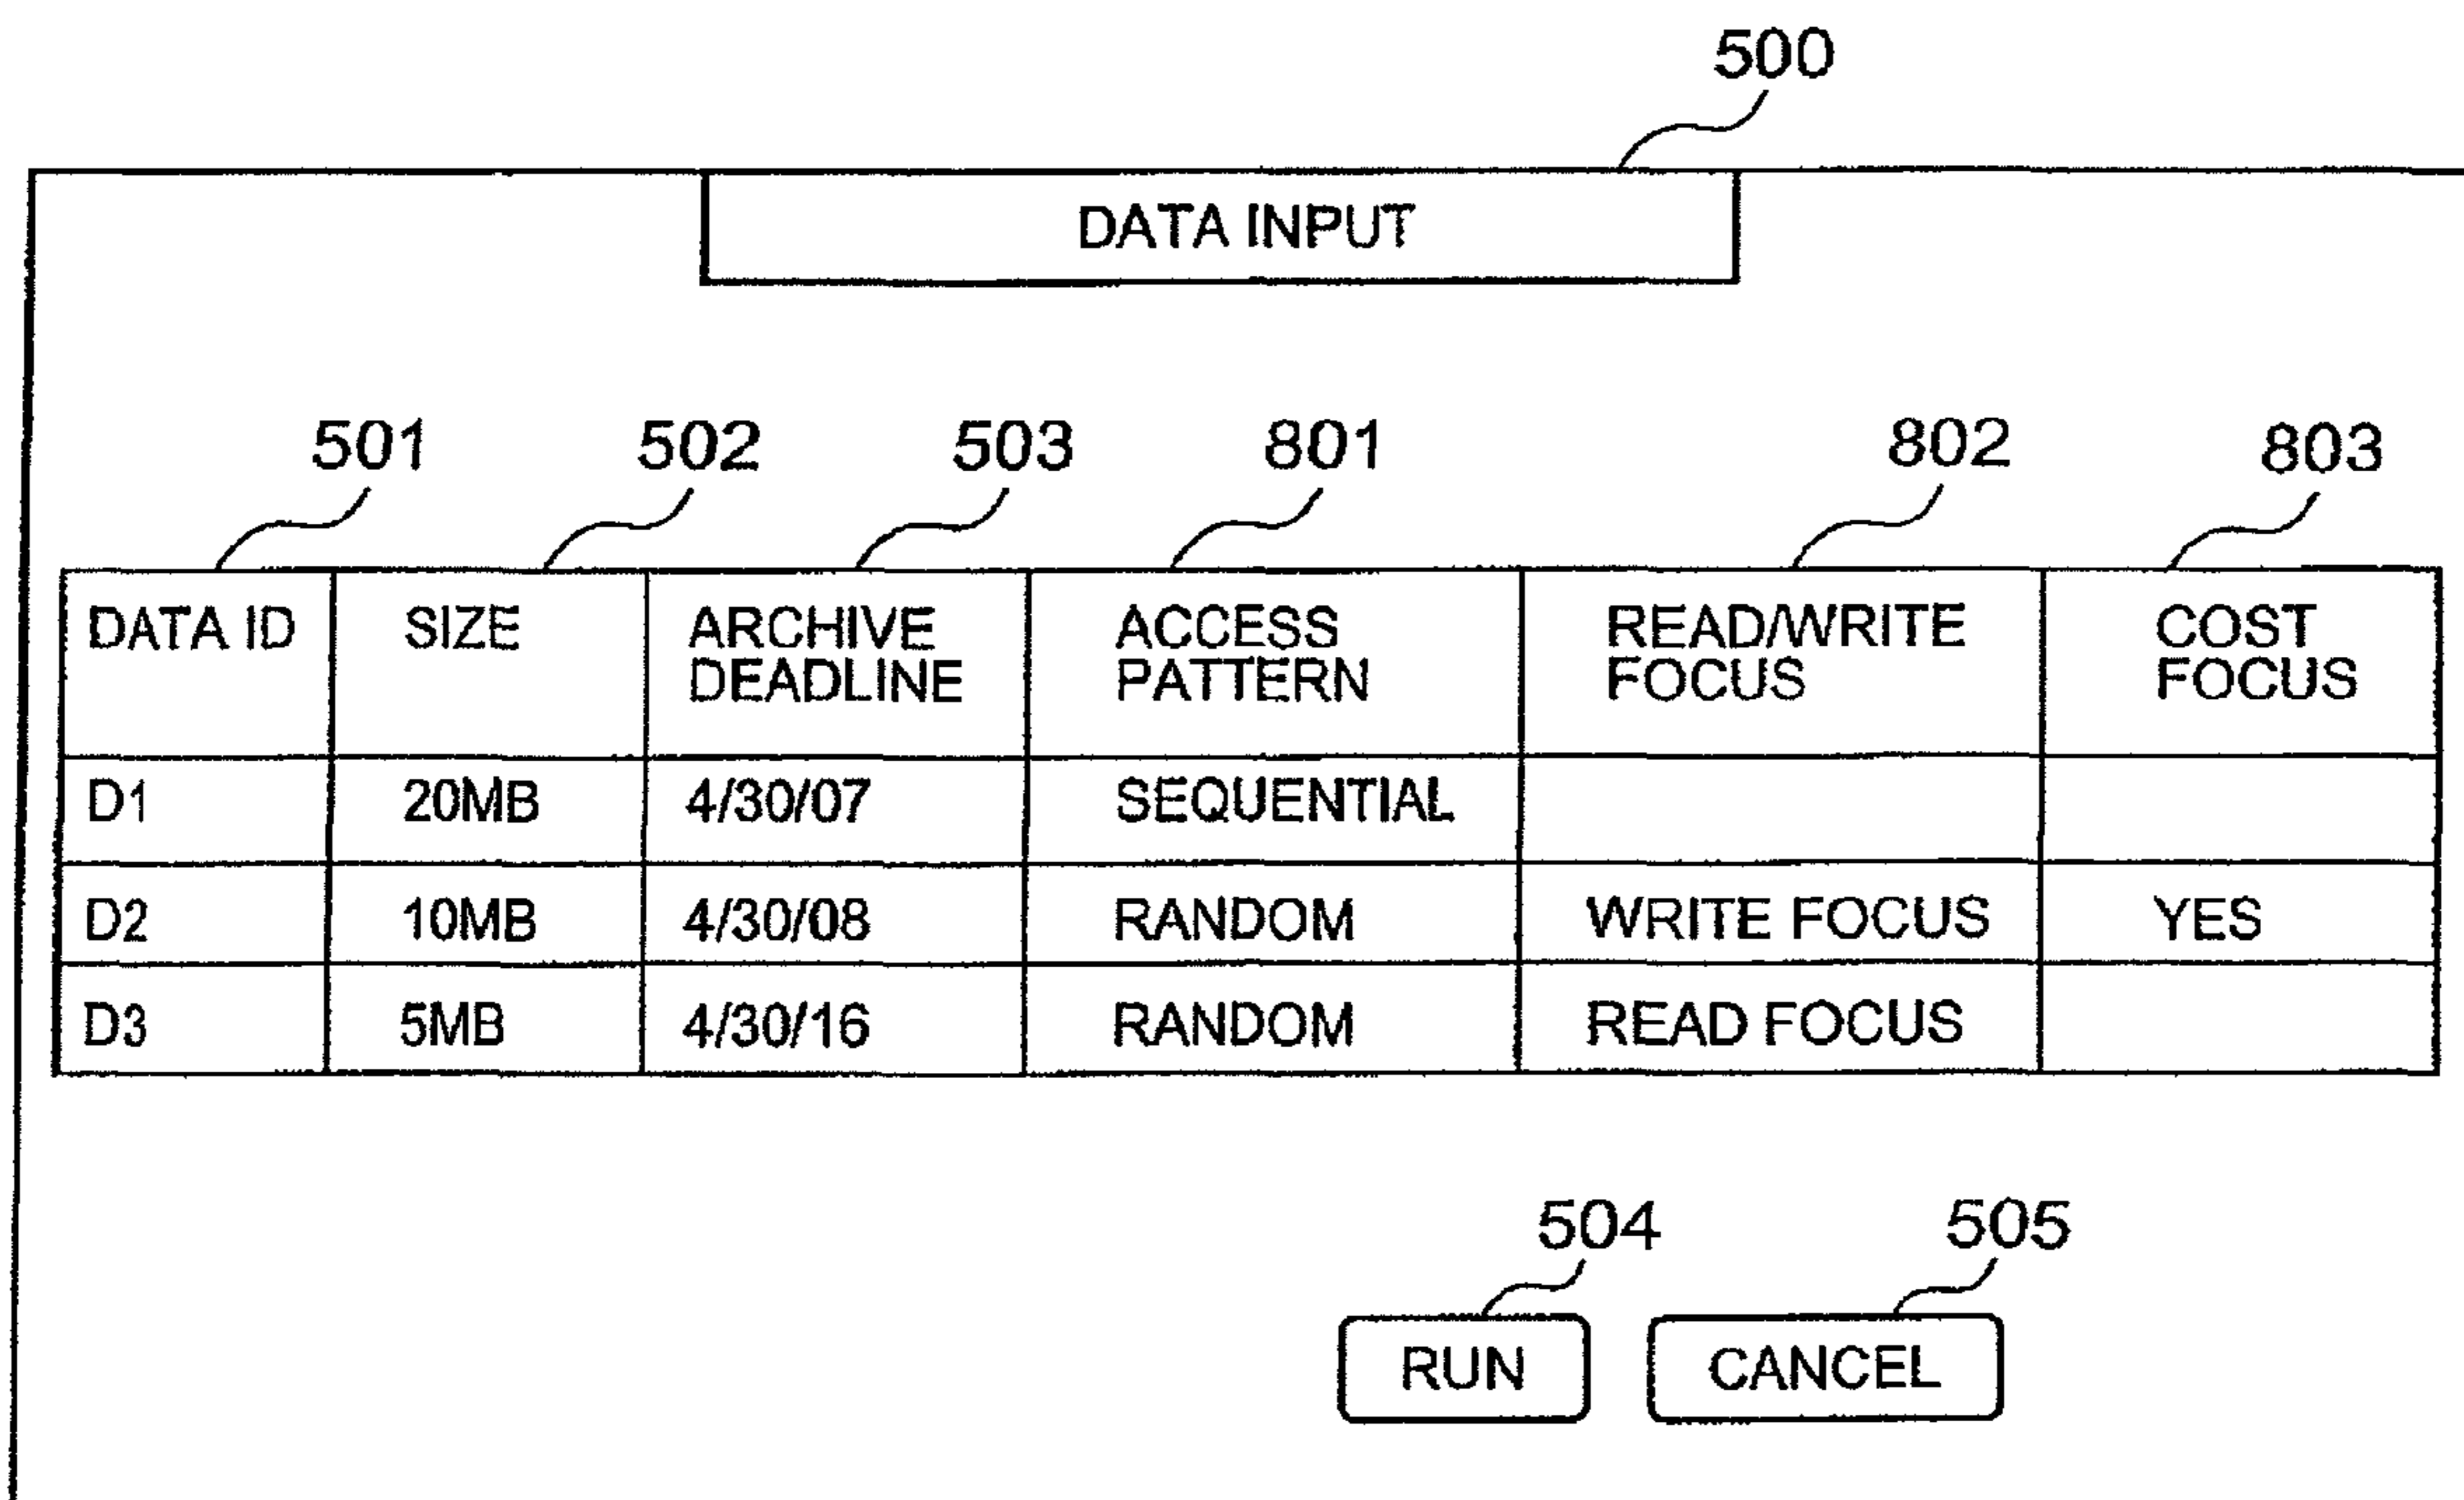 500
DATA INPUT
501 502 503 801 802 803
DATA ID SIZE ARCHIVE DEADLINE ACCESS PATTERN READ/WRITE FOCUS COST FOCUS
D1 20MB 4/30/07 SEQUENTIAL
D2 10MB 4/30/08 RANDOM WRITE FOCUS YES
D3 5MB 4/30/16 RANDOM READ FOCUS
504 505
RUN CANCEL